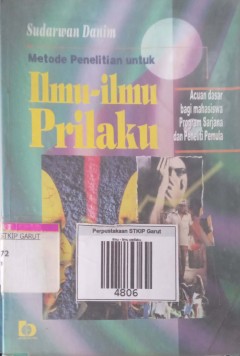 Sudarwan Danim
Metode Penelitian untuk
Ilmu-ilmu
Prilaku
Acuan dasar
bagi mahasiswa
Program Sarjana
dan Peneliti Pemula
STKIP GARUT
72
Perpustakaan STKIP Garut
4806